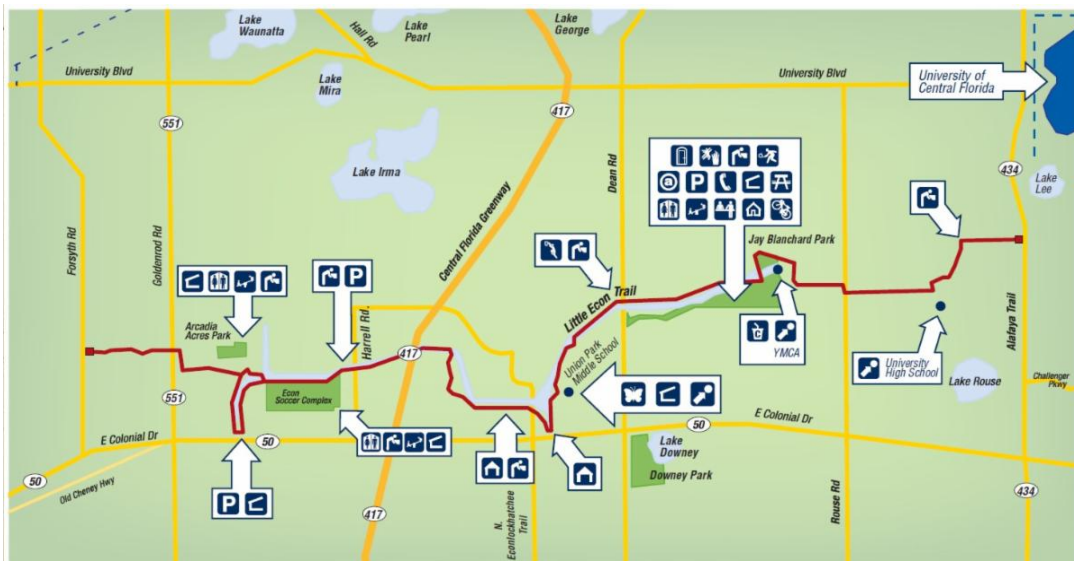 Lake
Waunatta
Hall Rd
Lake
Pearl
Lake
George
University Blvd
Lake
Mira
417
University Blvd
University of
Central Florida
551
Lake Irma
Dean Rd
434
Lake
Lee
Forsyth Rd
Goldenrod Rd
Central Florida Greenway
a
P
Jay Blanchard Park
P
Little Econ Trail
Arcadia
Acres Park
Harrell Rd.
417
Union Park
Middle School
YMCA
University
High School
Alafaya Trail
Lake Rouse
Challenger
Pkwy
551
Econ
Soccer Complex
E Colonial Dr
50
50
E Colonial Dr
50
Old Cheney Hwy
P
Lake
Downey
Downey Park
Rouse Rd
434
417
N.
Econlockhatchee
Trail